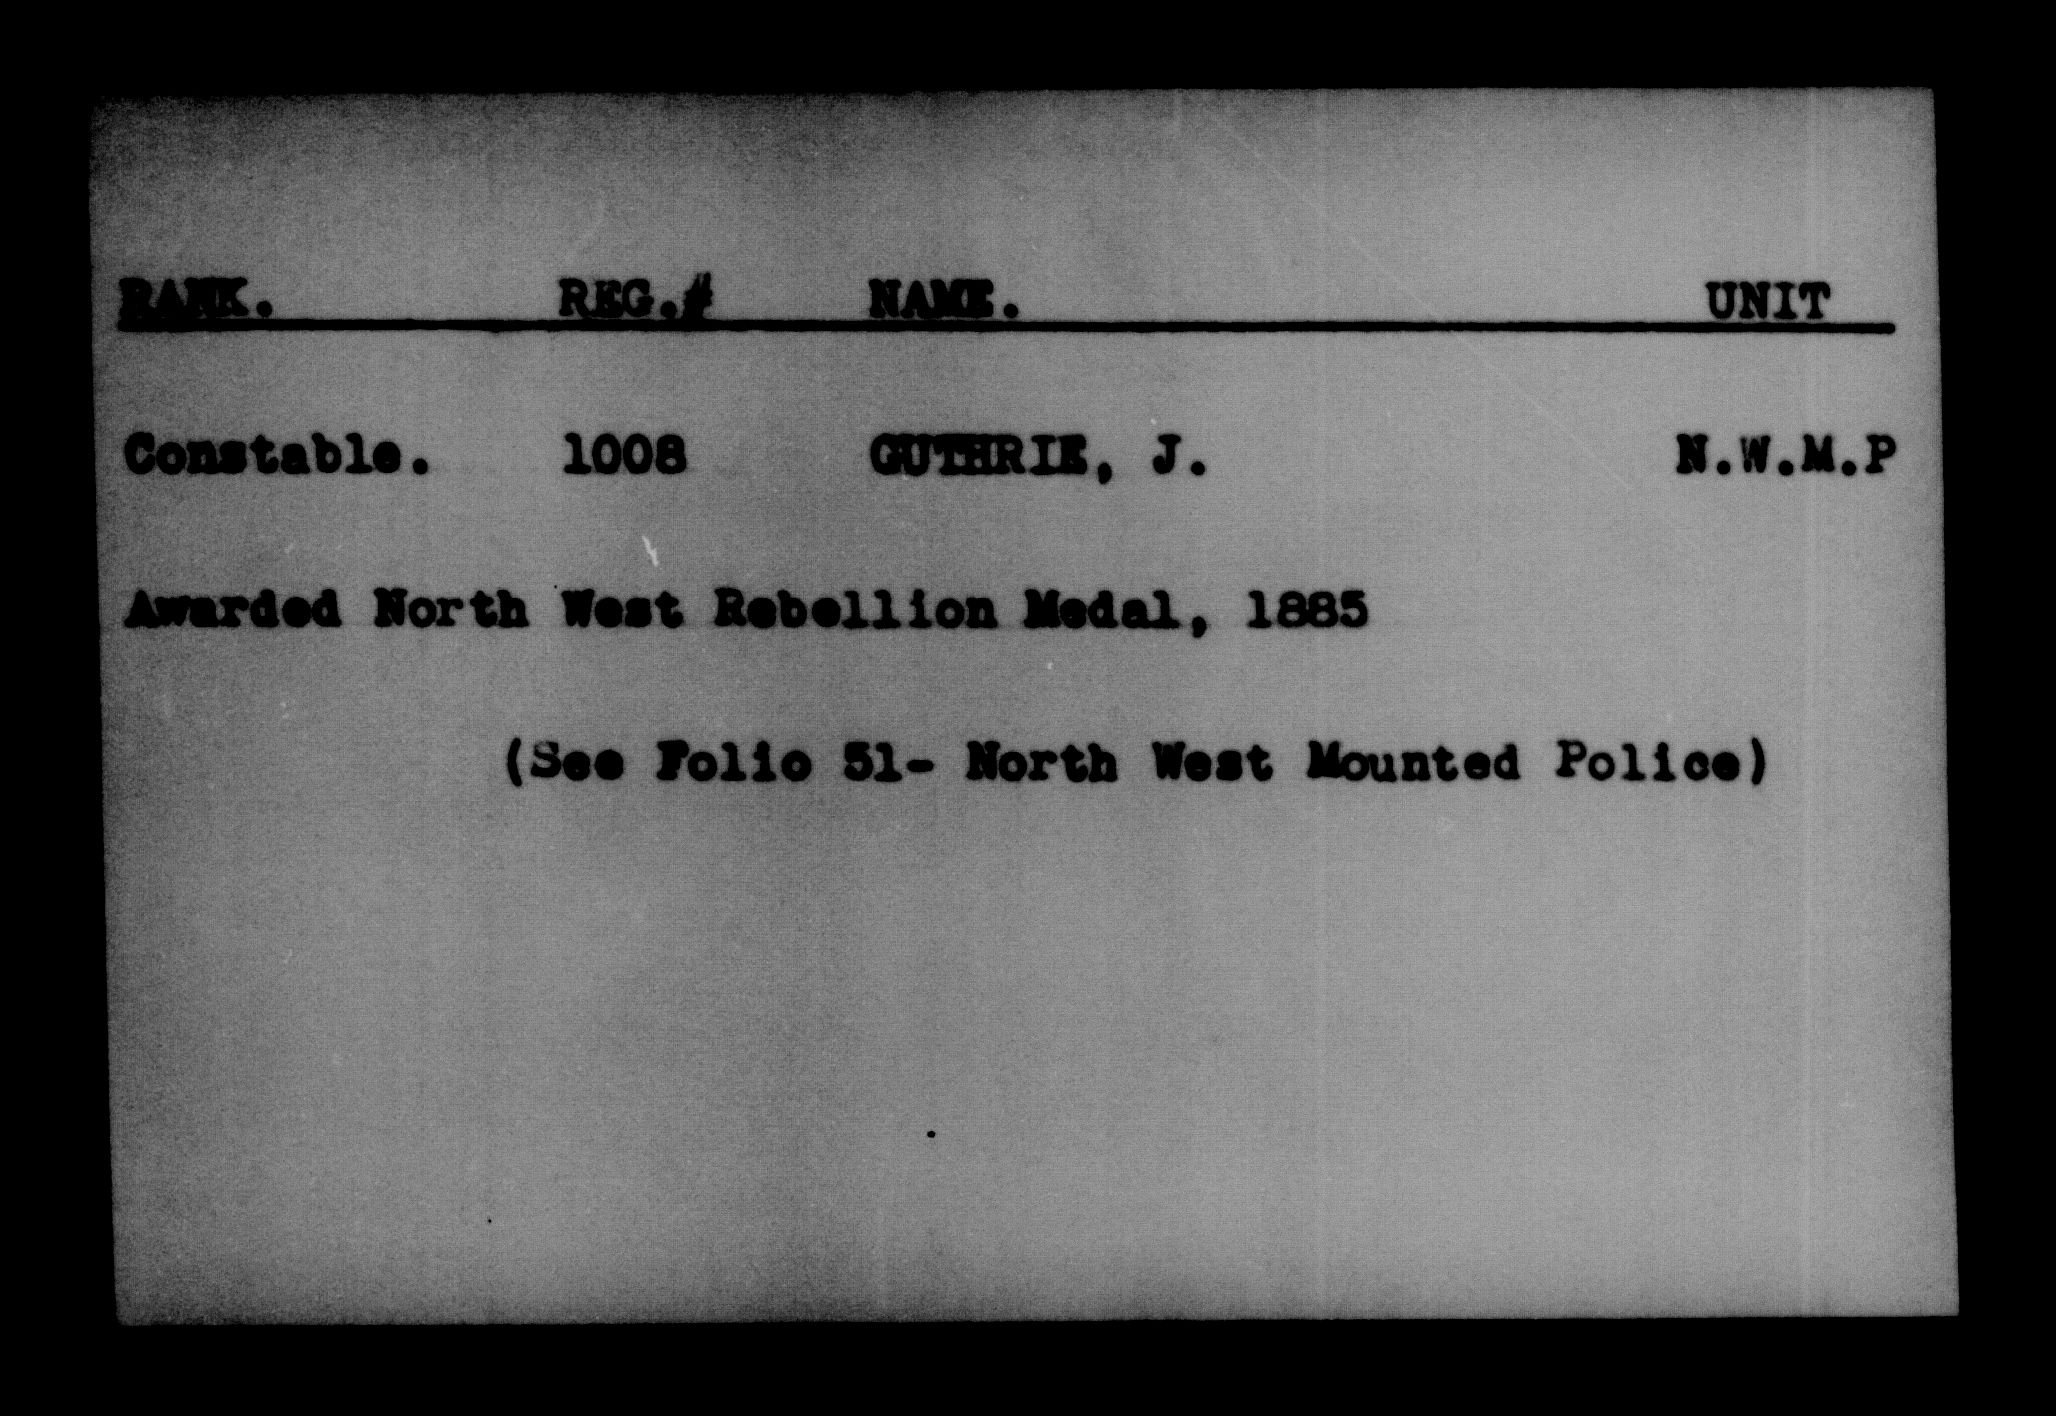 RANK. REG.# NAME. UNIT
Constable. 1008 GUTHRIE, J. N.W.M.P
Awarded North West Rebellion Medal, 1885
(See Folio 51- North West Mounted Police)